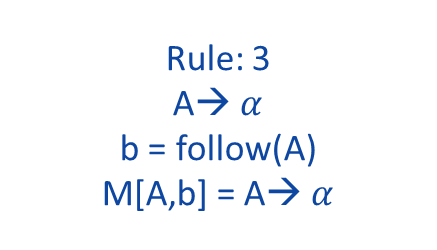 Rule: 3
A→ 𝛼
b = follow(A)
M[A,b] = A→ 𝛼